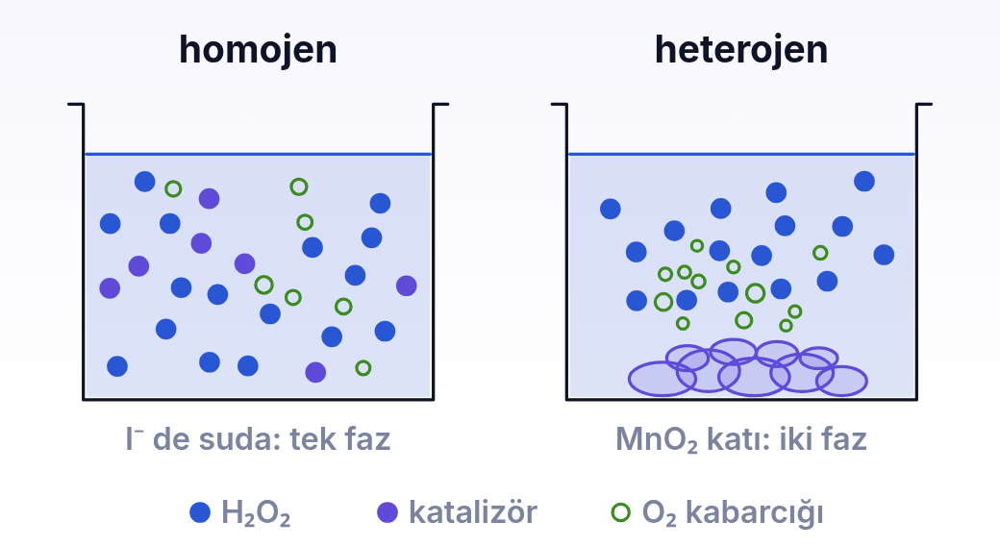 homojen
heterojen
I⁻ de suda: tek faz
MnO₂ katı: iki faz
H₂O₂
katalizör
O₂ kabarcığı